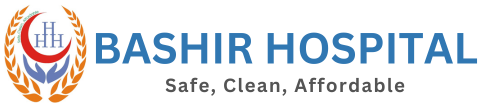 H
H H
BASHIR HOSPITAL
Safe, Clean, Affordable